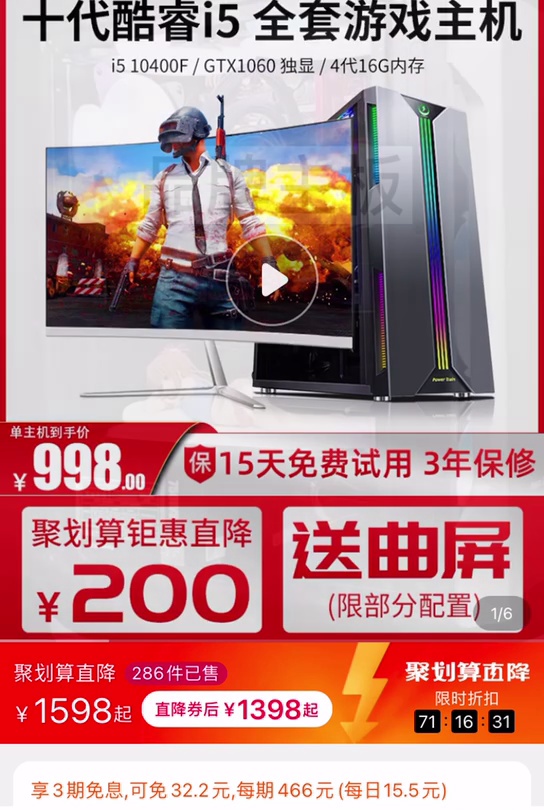 十代酷睿i5 全套游戏主机
i5 10400F / GTX1060 独显 / 4代16G内存
品牌主板
Power Train
单主机到手价
￥998.00
保 15天免费试用 3年保修
聚划算钜惠直降
￥200
送曲屏
(限部分配置)
1/6
聚划算直降 286件已售
￥1598起 直降券后￥1398起
聚划算直降
限时折扣
71:16:31
享3期免息,可免32.2元,每期466元(每日15.5元)